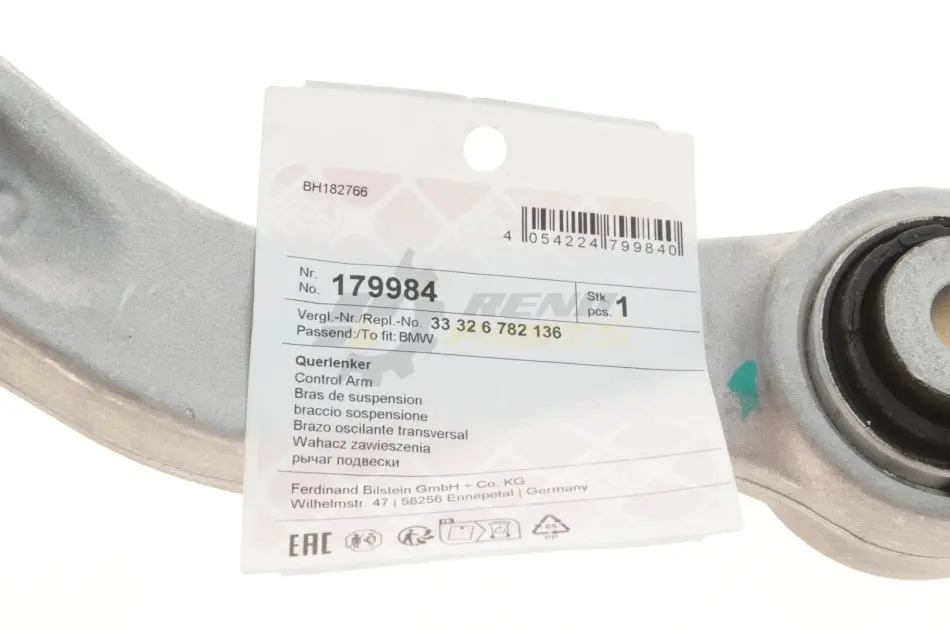 BH182766
4 054224 799840
Nr.
No. 179984
Stk.
pcs. 1
RENO
PARTS
Vergl.-Nr./Repl.-No. 33 32 6 782 136
Passend:/To fit: BMW
Querlenker
Control Arm
Bras de suspension
braccio sospensione
Brazo oscilante transversal
Wahacz zawieszenia
рычаг подвески
Ferdinand Bilstein GmbH + Co. KG
Wilhelmstr. 47 | 58256 Ennepetal | Germany
EAC